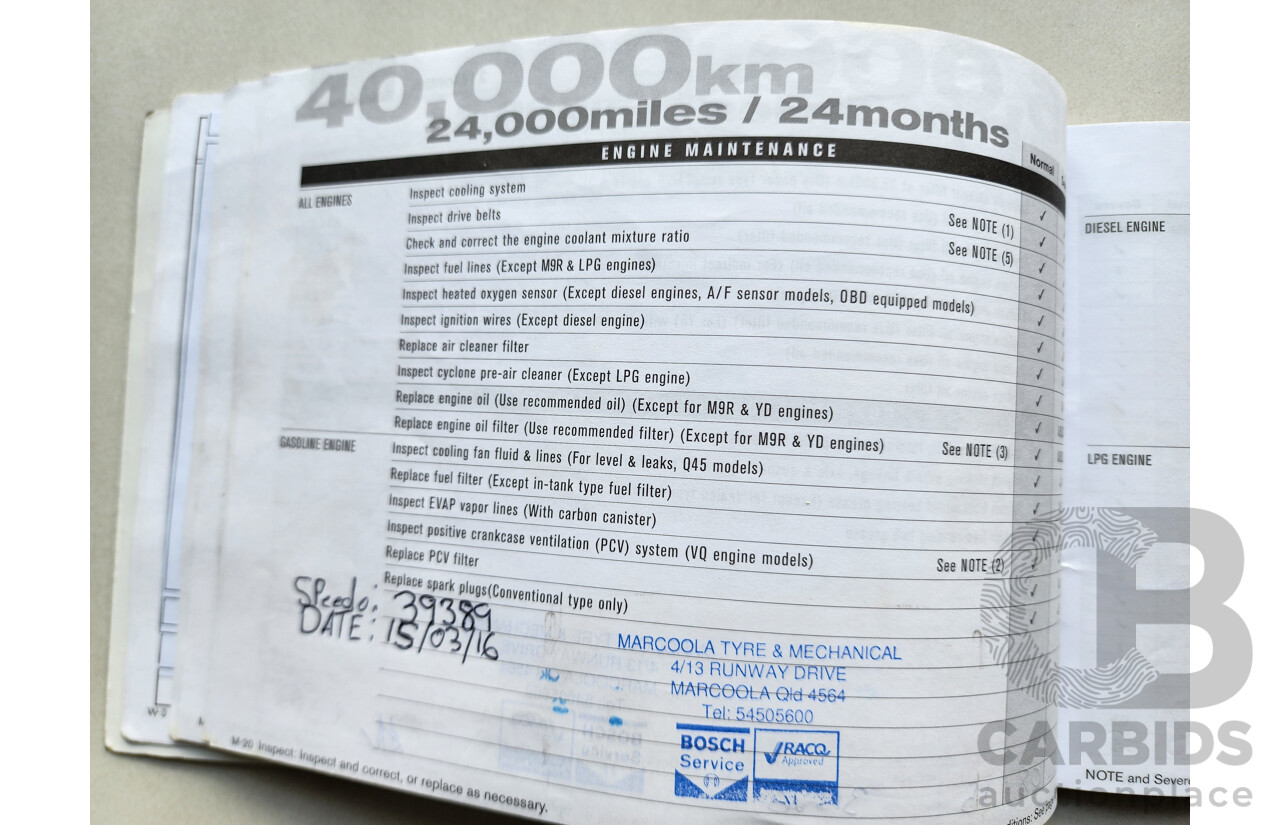 40,000km
24,000miles / 24months
ENGINE MAINTENANCE
Normal
ALL ENGINES
Inspect cooling system
Inspect drive belts See NOTE (1)
Check and correct the engine coolant mixture ratio See NOTE (5)
Inspect fuel lines (Except M9R & LPG engines)
Inspect heated oxygen sensor (Except diesel engines, A/F sensor models, OBD equipped models)
Inspect ignition wires (Except diesel engine)
Replace air cleaner filter
Inspect cyclone pre-air cleaner (Except LPG engine)
Replace engine oil (Use recommended oil) (Except for M9R & YD engines)
Replace engine oil filter (Use recommended filter) (Except for M9R & YD engines) See NOTE (3)
GASOLINE ENGINE
Inspect cooling fan fluid & lines (For level & leaks, Q45 models)
Replace fuel filter (Except in-tank type fuel filter)
Inspect EVAP vapor lines (With carbon canister)
Inspect positive crankcase ventilation (PCV) system (VQ engine models) See NOTE (2)
Replace PCV filter
Replace spark plugs(Conventional type only)
Speedo: 39389
DATE: 15/03/16
MARCOOLA TYRE & MECHANICAL
4/13 RUNWAY DRIVE
MARCOOLA Qld 4564
Tel: 54505600
BOSCH
Service
RACQ
Approved
M-20 Inspect: Inspect and correct, or replace as necessary.
DIESEL ENGINE
LPG ENGINE
NOTE and Severe
CARBIDS
auctionplace